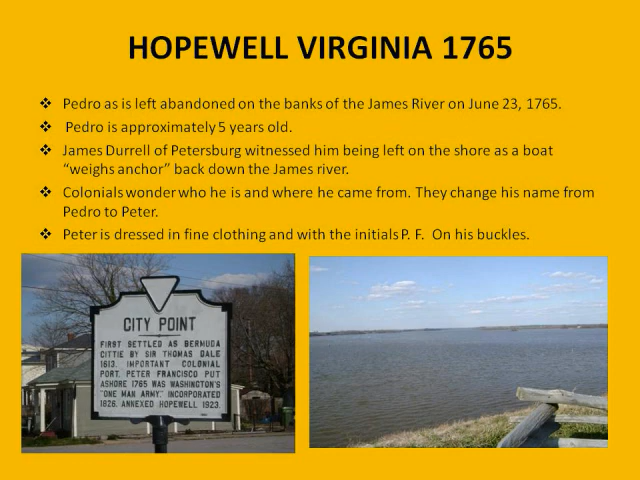 HOPEWELL VIRGINIA 1765
❖ Pedro as is left abandoned on the banks of the James River on June 23, 1765.
❖ Pedro is approximately 5 years old.
❖ James Durrell of Petersburg witnessed him being left on the shore as a boat
“weighs anchor” back down the James river.
❖ Colonials wonder who he is and where he came from. They change his name from
Pedro to Peter.
❖ Peter is dressed in fine clothing and with the initials P. F. On his buckles.
CITY POINT
FIRST SETTLED AS BERMUDA
CITTIE BY SIR THOMAS DALE
1613. IMPORTANT COLONIAL
PORT. PETER FRANCISCO PUT
ASHORE 1765 WAS WASHINGTON'S
"ONE MAN ARMY." INCORPORATED
1826. ANNEXED HOPEWELL 1923.